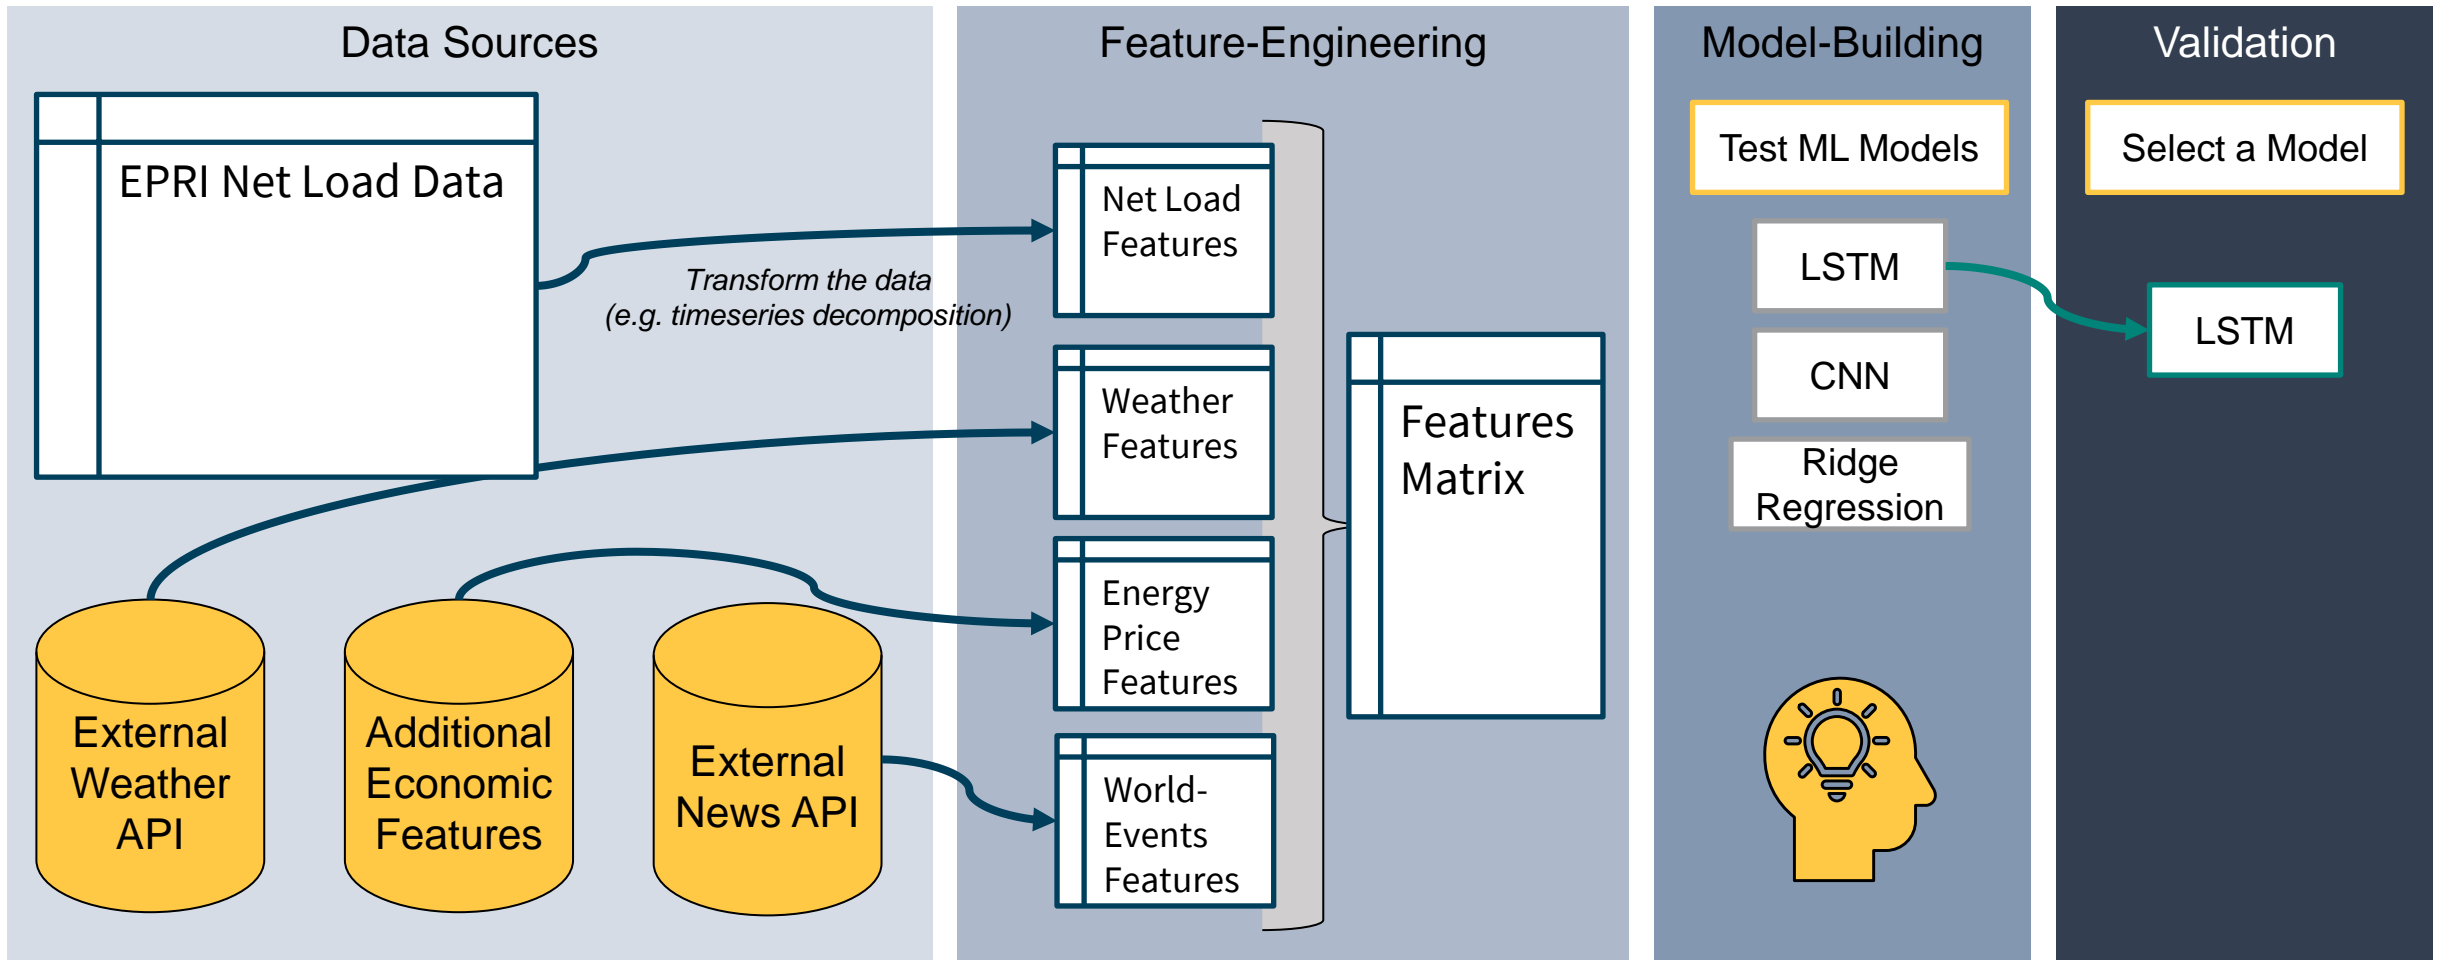 Data Sources
EPRI Net Load Data
Transform the data
(e.g. timeseries decomposition)
External
Weather
API
Additional
Economic
Features
External
News API
Feature-Engineering
Net Load
Features
Weather
Features
Energy
Price
Features
World-
Events
Features
Features
Matrix
Model-Building
Test ML Models
LSTM
CNN
Ridge
Regression
Validation
Select a Model
LSTM